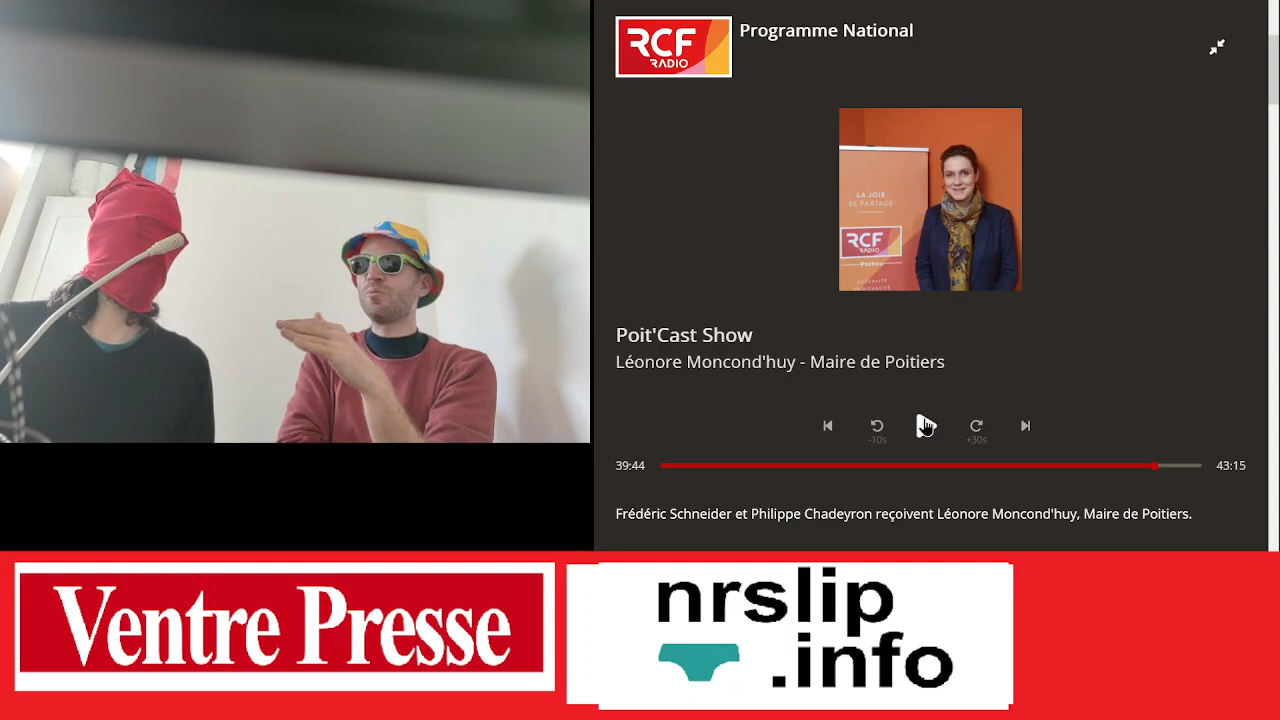 RCF
RADIO
Programme National
LA JOIE
SE PARTAGE
RCF
RADIO
Poitou
ACTUALITÉ
Poit'Cast Show
Léonore Moncond'huy - Maire de Poitiers
-10s
+30s
39:44
43:15
Frédéric Schneider et Philippe Chadeyron reçoivent Léonore Moncond'huy, Maire de Poitiers.
Ventre Presse
nrslip
.info